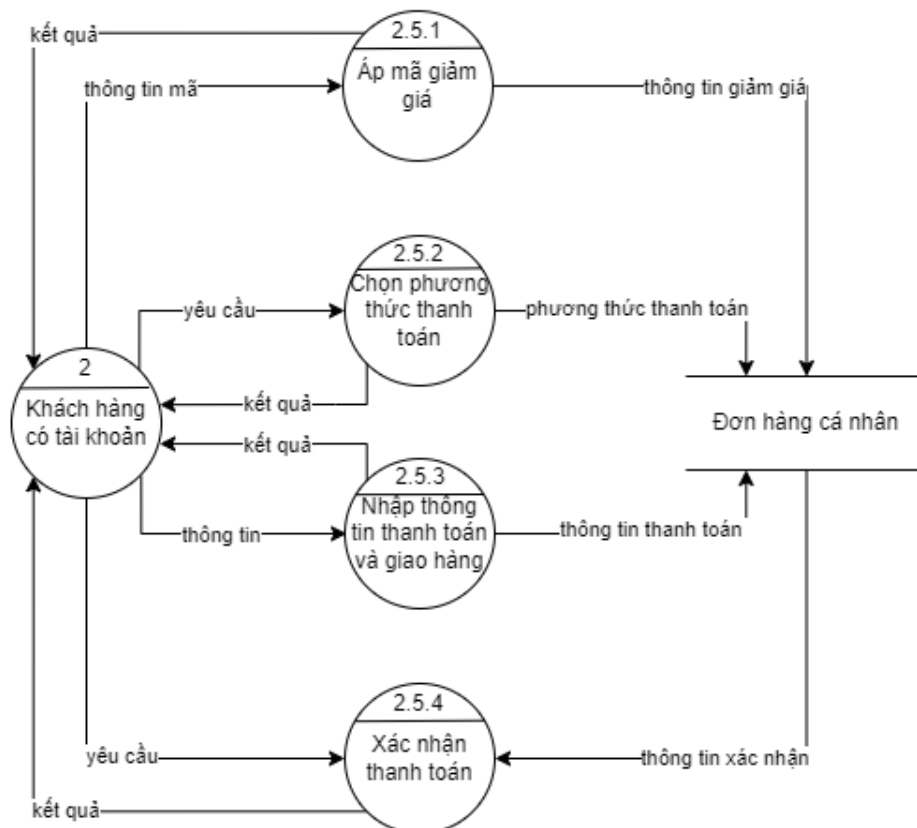 2.5.1
kết quả
Áp mã giảm
giá
thông tin mã
thông tin giảm giá
2.5.2
Chọn phương
thức thanh
toán
yêu cầu
phương thức thanh toán
2
Khách hàng
có tài khoản
kết quả
Đơn hàng cá nhân
kết quả
2.5.3
Nhập thông
tin thanh toán
và giao hàng
thông tin
thông tin thanh toán
2.5.4
Xác nhận
thanh toán
yêu cầu
thông tin xác nhận
kết quả